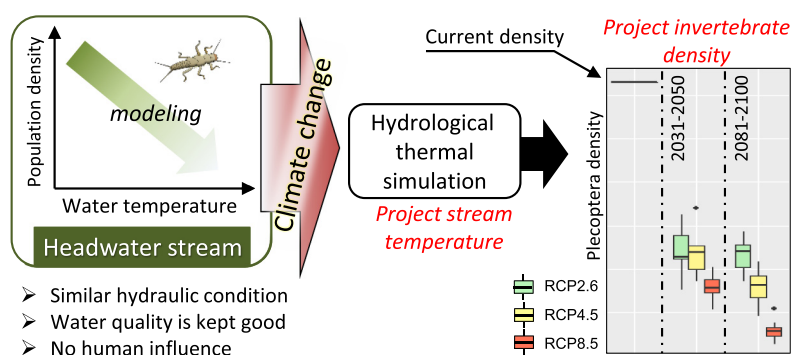 Population density
modeling
Water temperature
Headwater stream
➢ Similar hydraulic condition
➢ Water quality is kept good
➢ No human influence
Climate change
Hydrological
thermal
simulation
Project stream
temperature
Current density
Project invertebrate
density
Plecoptera density
2031-2050
2081-2100
RCP2.6
RCP4.5
RCP8.5